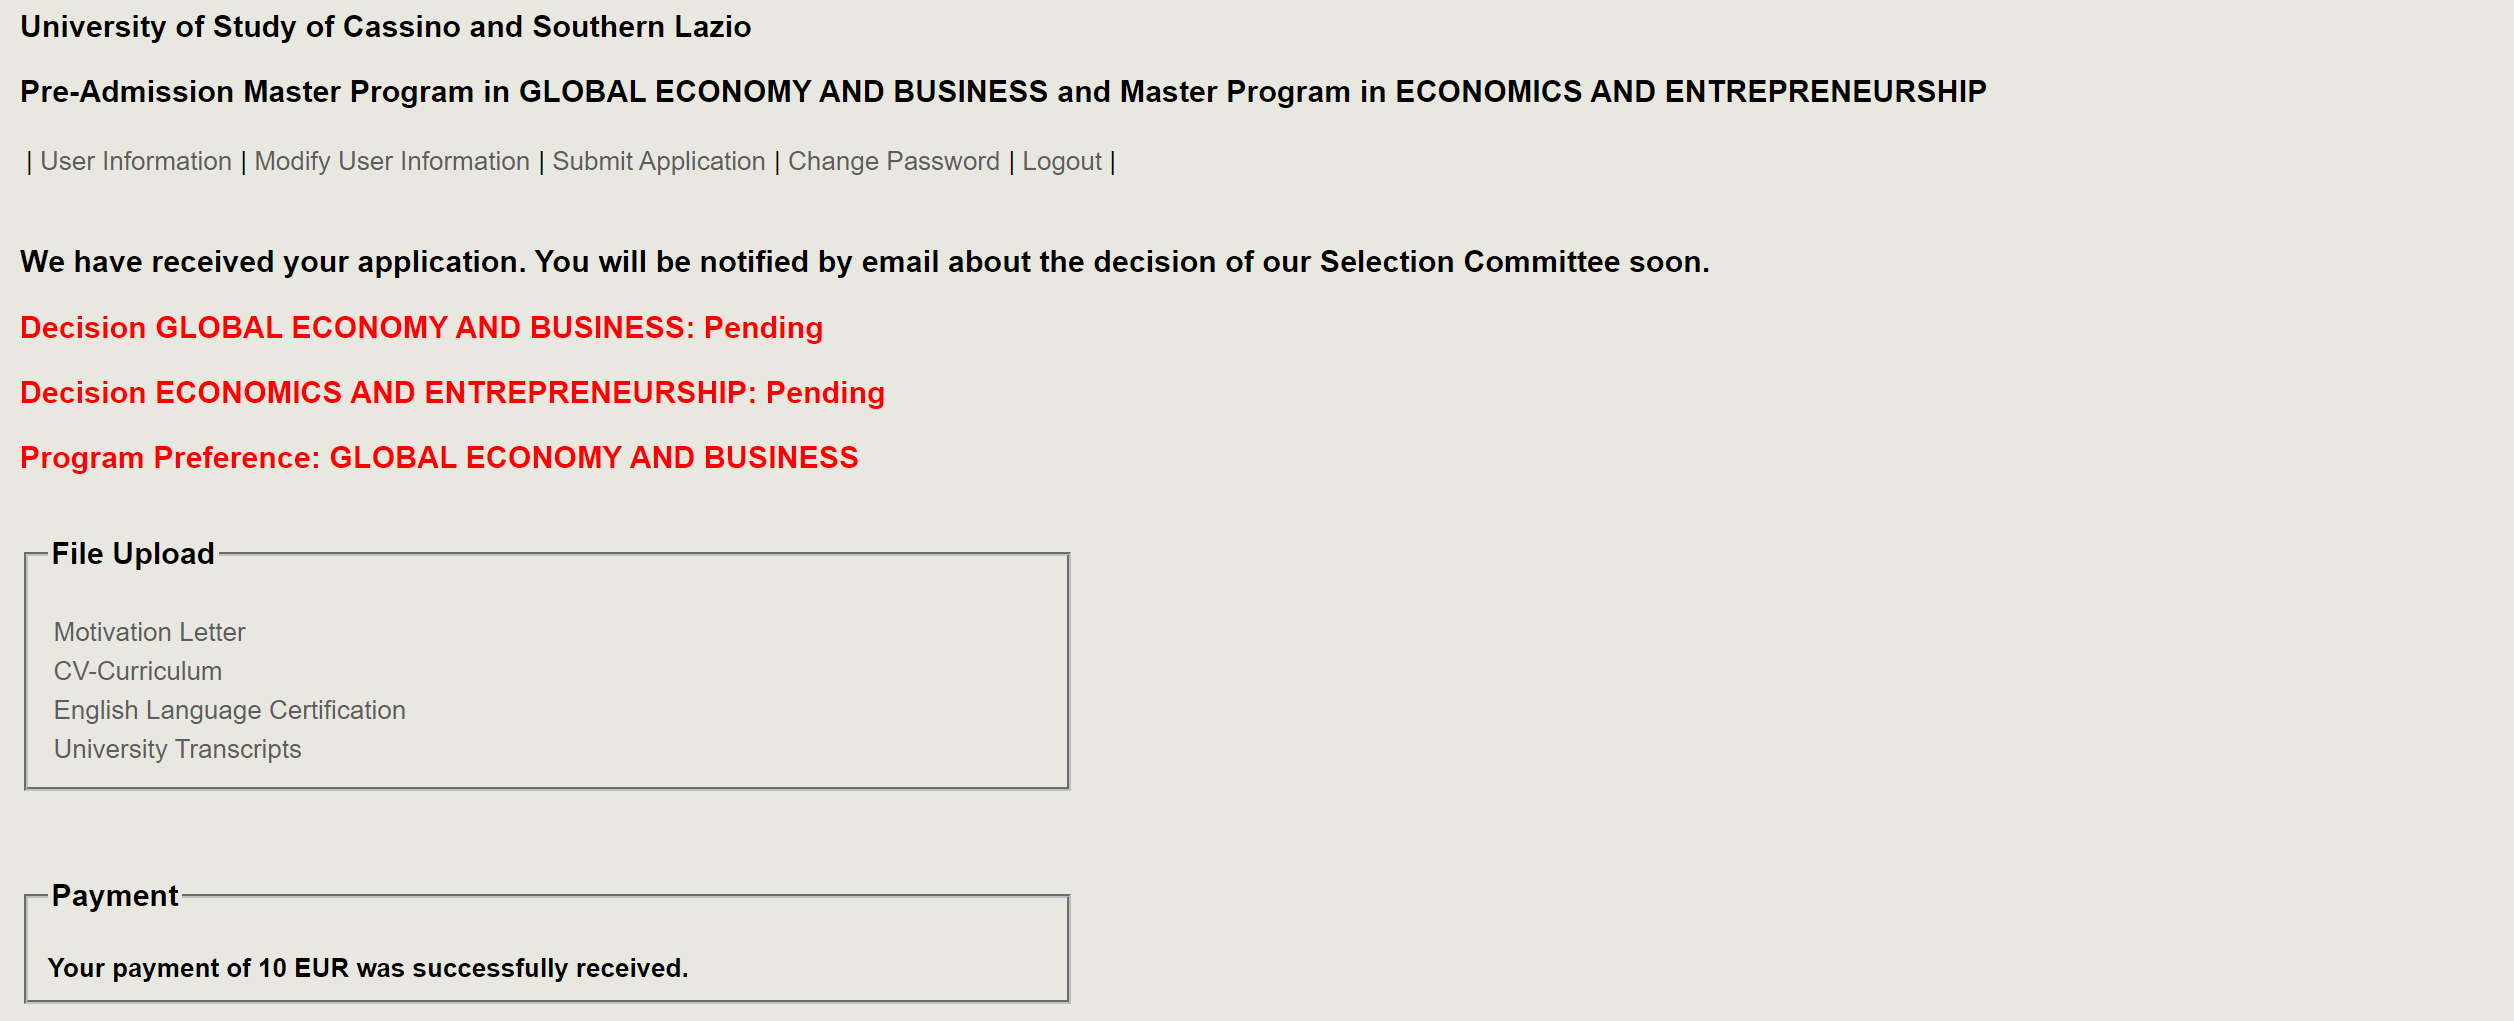 University of Study of Cassino and Southern Lazio
Pre-Admission Master Program in GLOBAL ECONOMY AND BUSINESS and Master Program in ECONOMICS AND ENTREPRENEURSHIP
| User Information | Modify User Information | Submit Application | Change Password | Logout |
We have received your application. You will be notified by email about the decision of our Selection Committee soon.
Decision GLOBAL ECONOMY AND BUSINESS: Pending
Decision ECONOMICS AND ENTREPRENEURSHIP: Pending
Program Preference: GLOBAL ECONOMY AND BUSINESS
File Upload
Motivation Letter
CV-Curriculum
English Language Certification
University Transcripts
Payment
Your payment of 10 EUR was successfully received.